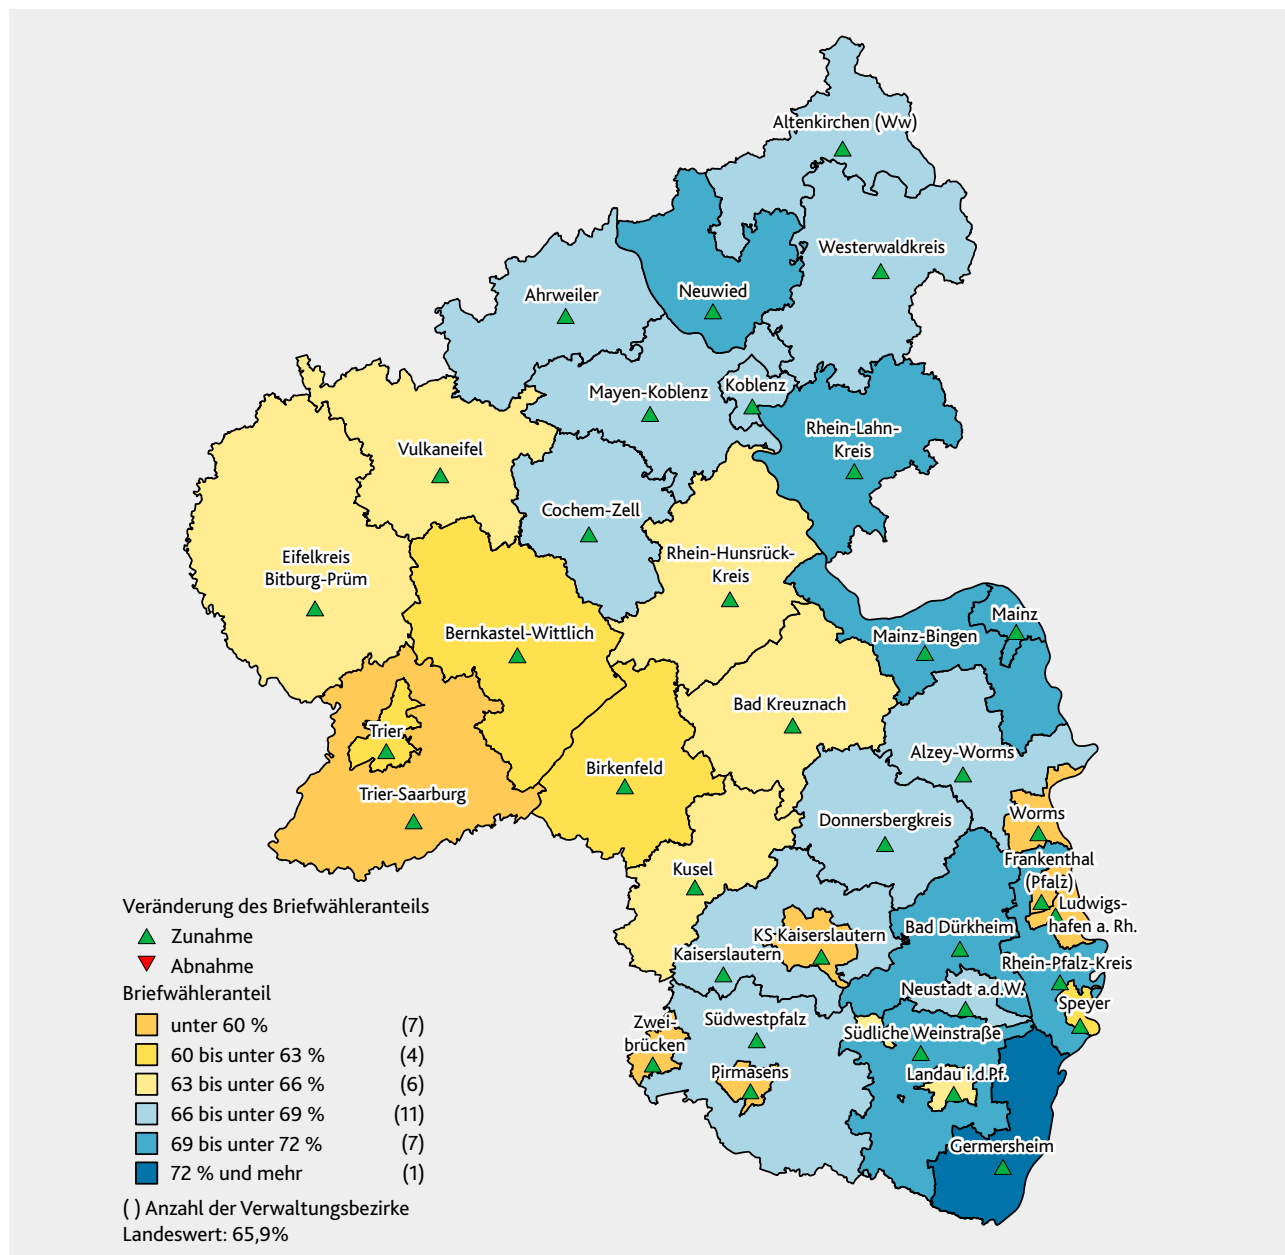 Altenkirchen (Ww)
Westerwaldkreis
Neuwied
Ahrweiler
Koblenz
Mayen-Koblenz
Rhein-Lahn-
Kreis
Vulkaneifel
Cochem-Zell
Eifelkreis
Bitburg-Prüm
Rhein-Hunsrück-
Kreis
Mainz
Mainz-Bingen
Bernkastel-Wittlich
Bad Kreuznach
Trier
Alzey-Worms
Birkenfeld
Trier-Saarburg
Worms
Donnersbergkreis
Frankenthal
(Pfalz)
Kusel
Ludwigs-
hafen a. Rh.
Bad Dürkheim
KS-Kaiserslautern
Kaiserslautern
Rhein-Pfalz-Kreis
Neustadt a.d.W.
Speyer
Zwei-
brücken
Südwestpfalz
Südliche Weinstraße
Pirmasens
Landau i.d.Pf.
Germersheim
Veränderung des Briefwähleranteils
Zunahme
Abnahme
Briefwähleranteil
unter 60 % (7)
60 bis unter 63 % (4)
63 bis unter 66 % (6)
66 bis unter 69 % (11)
69 bis unter 72 % (7)
72 % und mehr (1)
( ) Anzahl der Verwaltungsbezirke
Landeswert: 65,9%